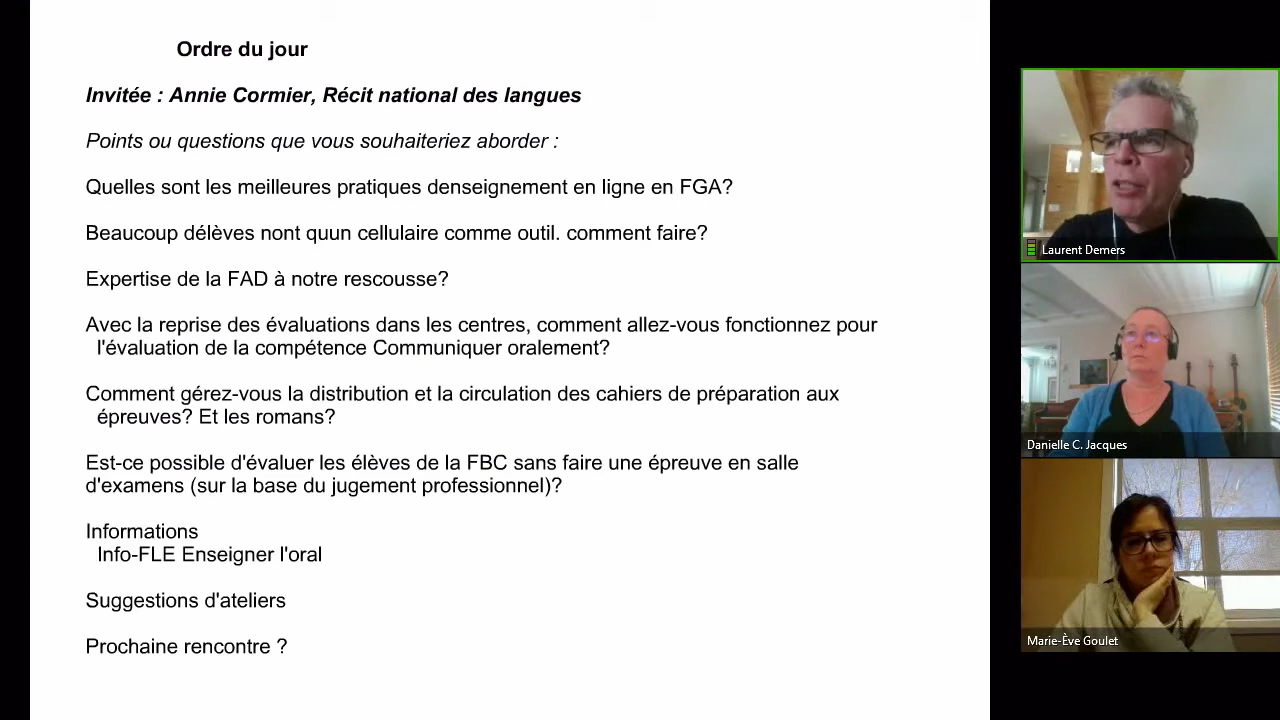 Ordre du jour
Invitée : Annie Cormier, Récit national des langues
Points ou questions que vous souhaiteriez aborder :
Quelles sont les meilleures pratiques denseignement en ligne en FGA?
Beaucoup délèves nont quun cellulaire comme outil. comment faire?
Expertise de la FAD à notre rescousse?
Avec la reprise des évaluations dans les centres, comment allez-vous fonctionnez pour
l'évaluation de la compétence Communiquer oralement?
Comment gérez-vous la distribution et la circulation des cahiers de préparation aux
épreuves? Et les romans?
Est-ce possible d'évaluer les élèves de la FBC sans faire une épreuve en salle
d'examens (sur la base du jugement professionnel)?
Informations
Info-FLE Enseigner l'oral
Suggestions d'ateliers
Prochaine rencontre ?
Laurent Demers
Danielle C. Jacques
Marie-Ève Goulet